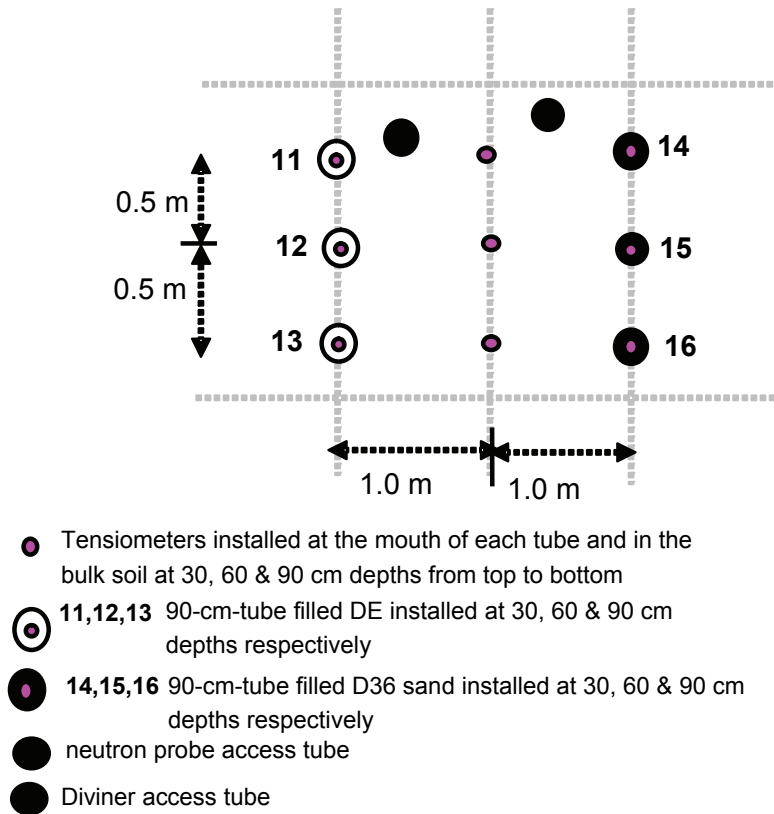 11
14
0.5 m
12
15
0.5 m
13
16
1.0 m
1.0 m
Tensiometers installed at the mouth of each tube and in the
bulk soil at 30, 60 & 90 cm depths from top to bottom
11,12,13 90-cm-tube filled DE installed at 30, 60 & 90 cm
depths respectively
14,15,16 90-cm-tube filled D36 sand installed at 30, 60 & 90 cm
depths respectively
neutron probe access tube
Diviner access tube